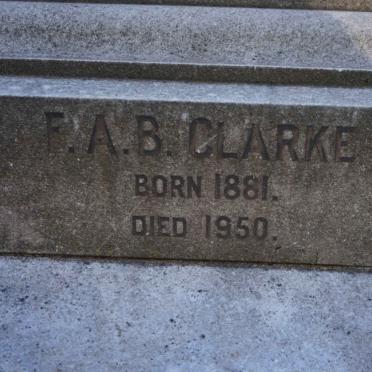 F. A. B. CLARKE
BORN 1881.
DIED 1950.